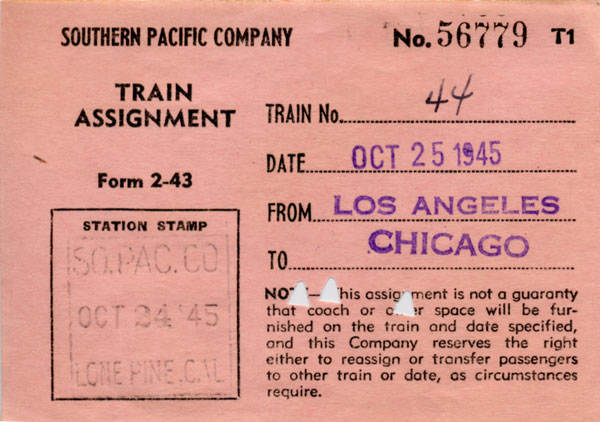 SOUTHERN PACIFIC COMPANY
No. 56779 T1
TRAIN
ASSIGNMENT
Form 2-43
STATION STAMP
SO. PAC. CO
OCT 24 '45
LONE PINE, CAL
TRAIN No. 44
DATE OCT 25 1945
FROM LOS ANGELES
TO CHICAGO
NOTE—This assignment is not a guaranty
that coach or other space will be fur-
nished on the train and date specified,
and this Company reserves the right
either to reassign or transfer passengers
to other train or date, as circumstances
require.